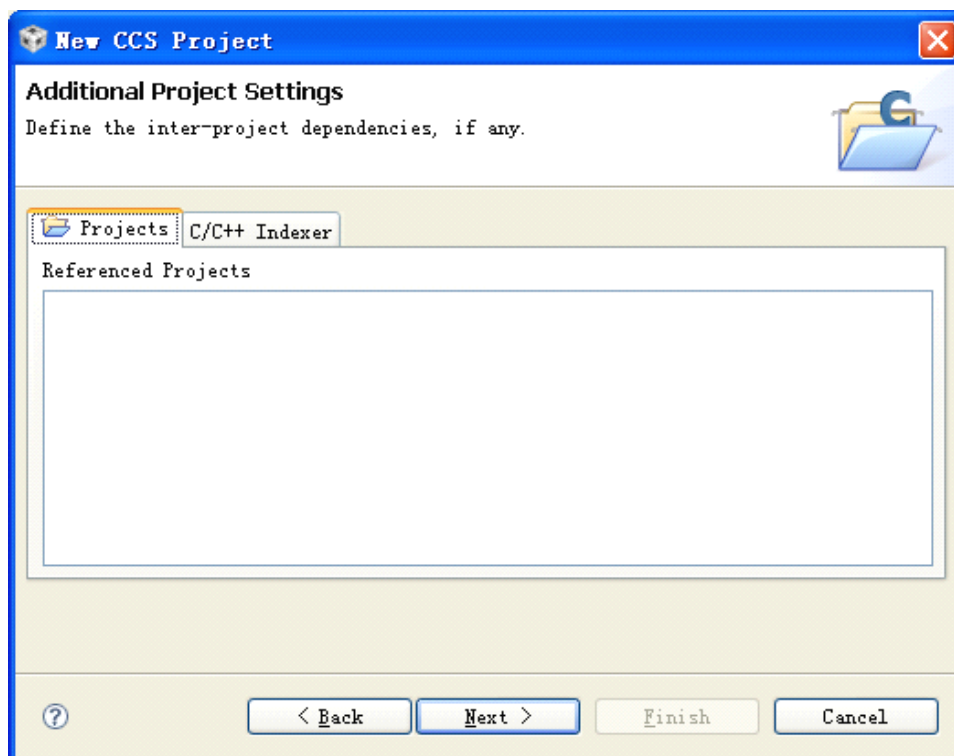 New CCS Project
Additional Project Settings
Define the inter-project dependencies, if any.
Projects
C/C++ Indexer
Referenced Projects
< Back
Next >
Finish
Cancel